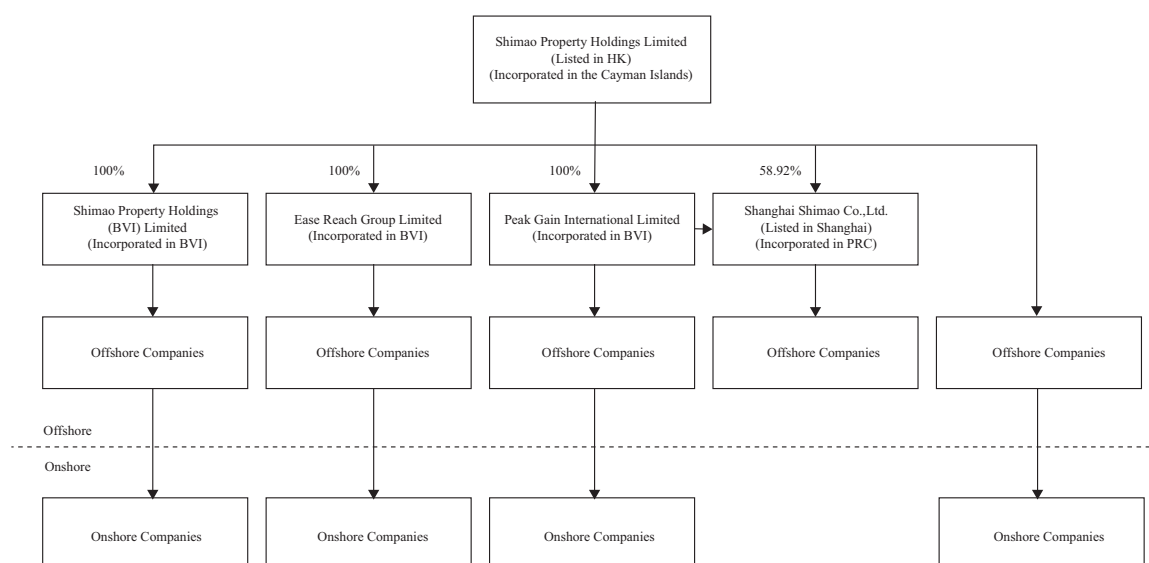 Shimao Property Holdings Limited
(Listed in HK)
(Incorporated in the Cayman Islands)
100%
100%
100%
58.92%
Shimao Property Holdings
(BVI) Limited
(Incorporated in BVI)
Ease Reach Group Limited
(Incorporated in BVI)
Peak Gain International Limited
(Incorporated in BVI)
Shanghai Shimao Co.,Ltd.
(Listed in Shanghai)
(Incorporated in PRC)
Offshore Companies
Offshore Companies
Offshore Companies
Offshore Companies
Offshore Companies
Offshore
Onshore
Onshore Companies
Onshore Companies
Onshore Companies
Onshore Companies